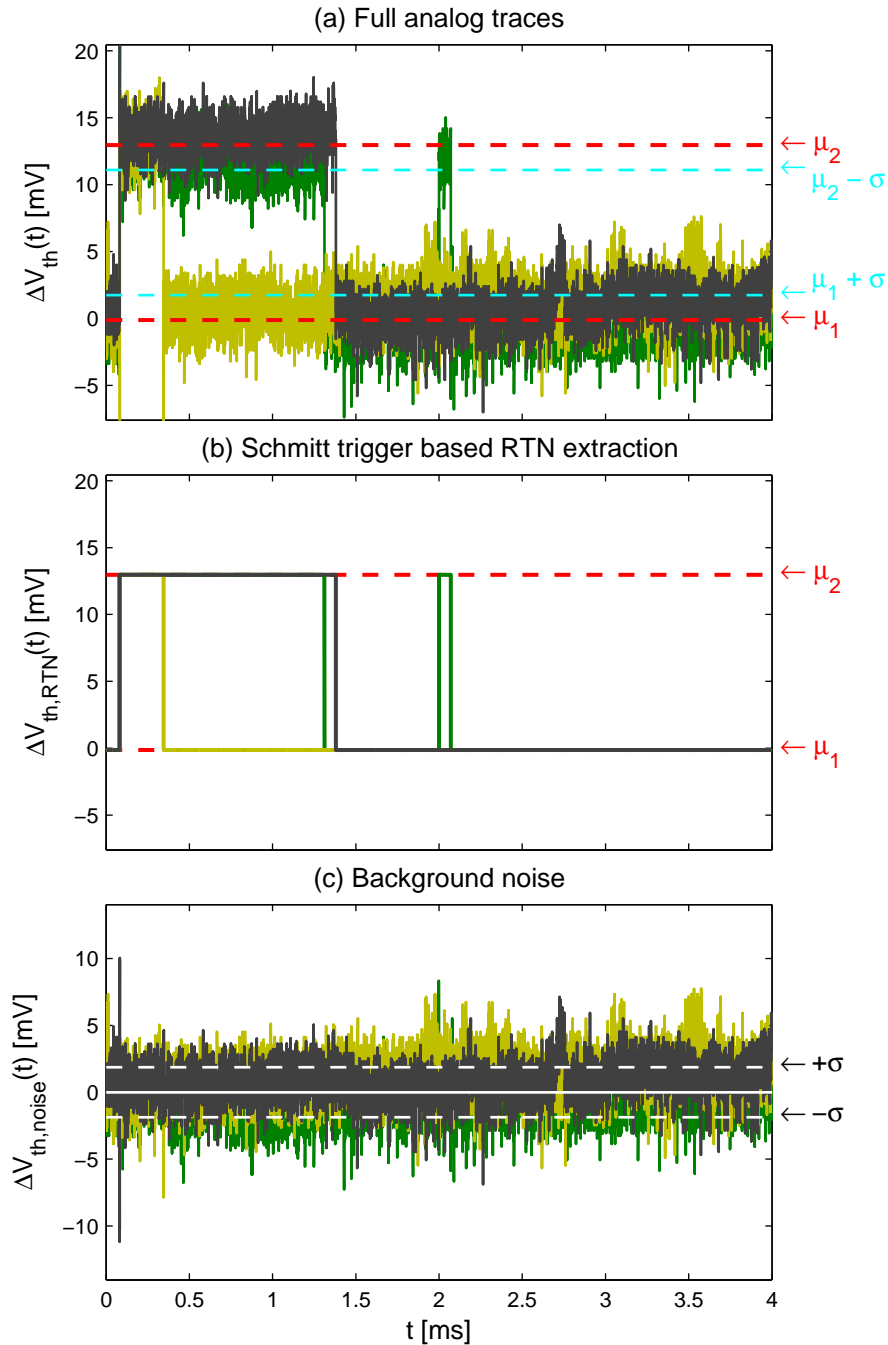 (a) Full analog traces
20
15
10
5
0
−5
ΔV_th(t) [mV]
← μ_2
← μ_2 − σ
← μ_1 + σ
← μ_1
(b) Schmitt trigger based RTN extraction
20
15
10
5
0
−5
ΔV_th,RTN(t) [mV]
← μ_2
← μ_1
(c) Background noise
10
5
0
−5
−10
ΔV_th,noise(t) [mV]
← +σ
← −σ
0 0.5 1 1.5 2 2.5 3 3.5 4
t [ms]